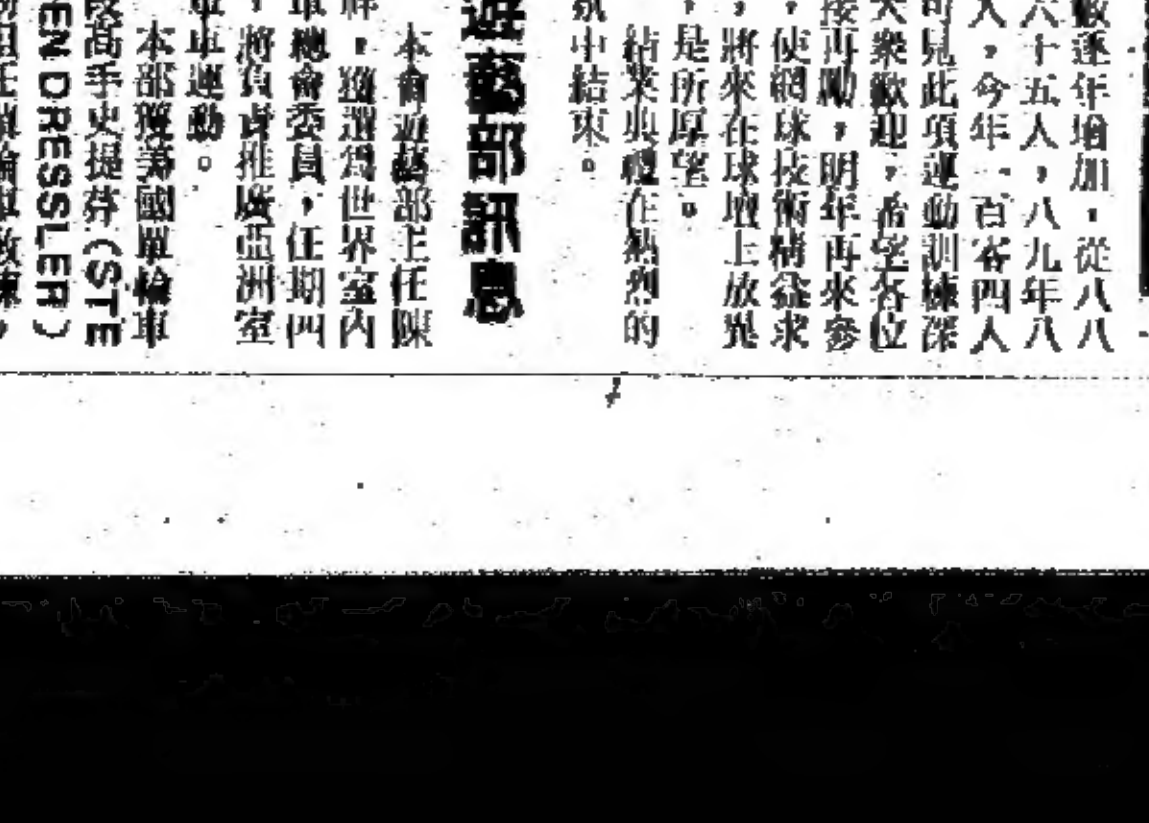 數逐年增加，從八八
六十五人，八九年八
人，今年一百零四人
可見此項運動訓練深
大衆歡迎，希望各位
接再勵，明年再來參
，使網球技術精益求
，將來在球壇上放異
，是所厚望。
結業典禮在熱烈的
氛中結束。
遊藝部訊息
本會遊藝部主任陳
祥，獲選爲世界室內
車總會委員，任期四
，將負責推廣亞洲室
單車運動。
本部獲美國單輪車
技高手史提芬（STE
EN DRESSLER）